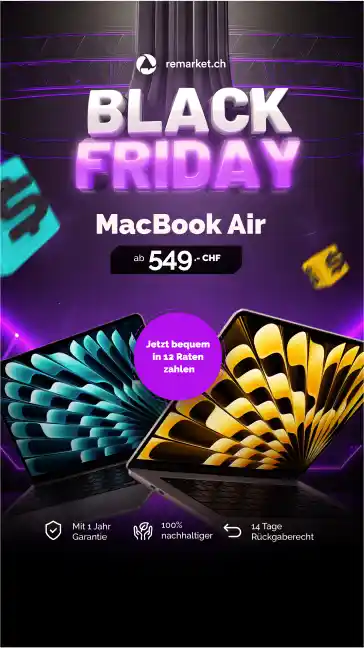 remarket.ch
BLACK
FRIDAY
MacBook Air
ab 549.- CHF
Jetzt bequem
in 12 Raten
zahlen
Mit 1 Jahr
Garantie
100%
nachhaltiger
14 Tage
Rückgaberecht